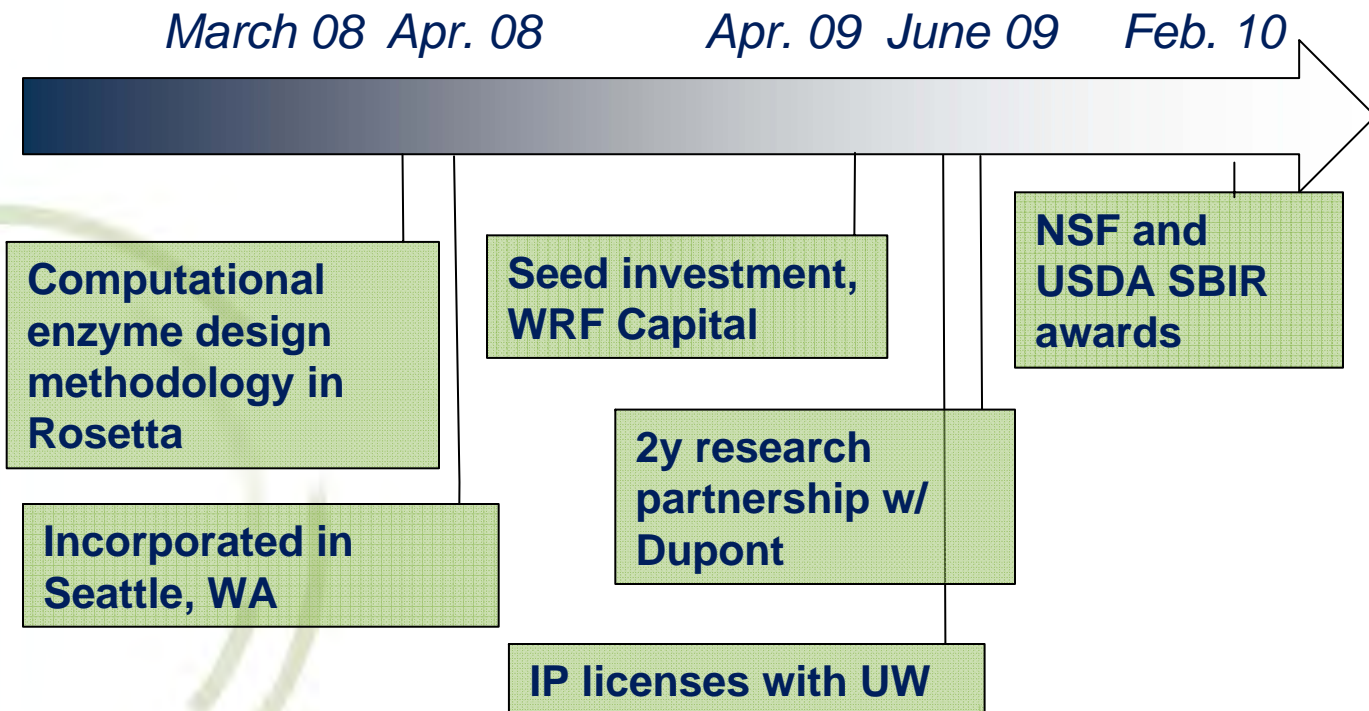 March 08 Apr. 08 Apr. 09 June 09 Feb. 10
Computational
enzyme design
methodology in
Rosetta
Incorporated in
Seattle, WA
Seed investment,
WRF Capital
2y research
partnership w/
Dupont
IP licenses with UW
NSF and
USDA SBIR
awards